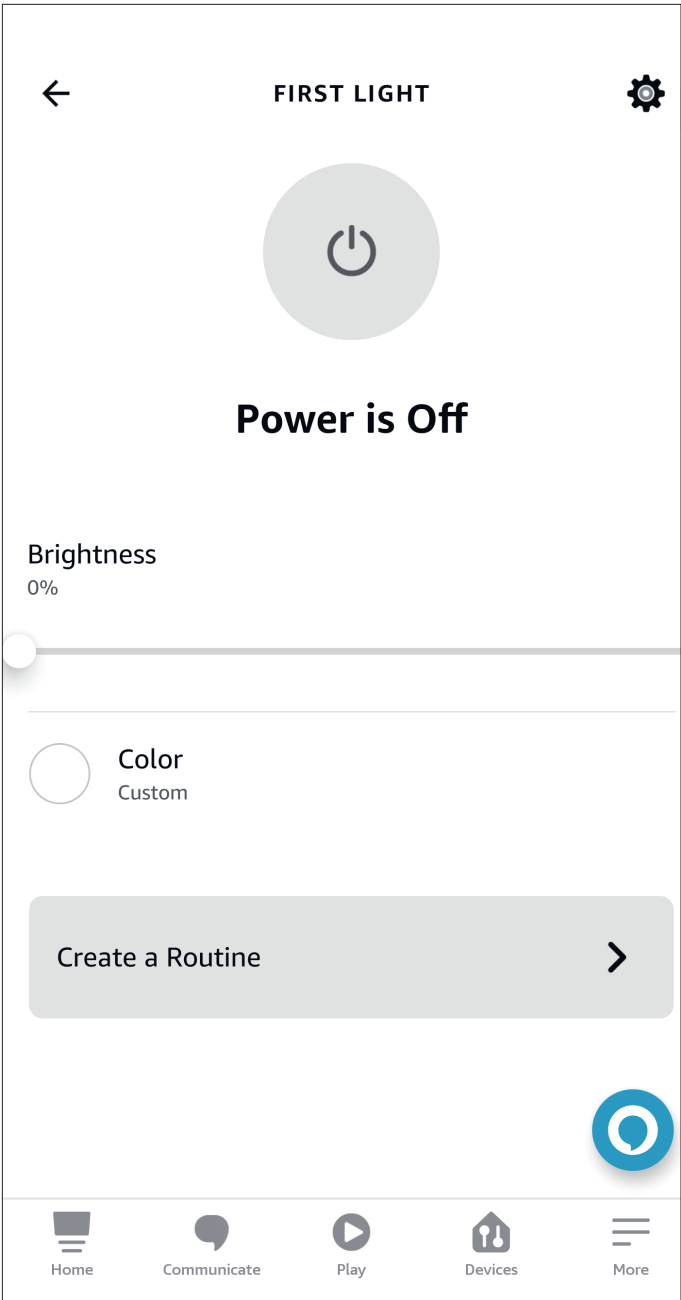 FIRST LIGHT
Power is Off
Brightness
0%
Color
Custom
Create a Routine
Home Communicate Play Devices More